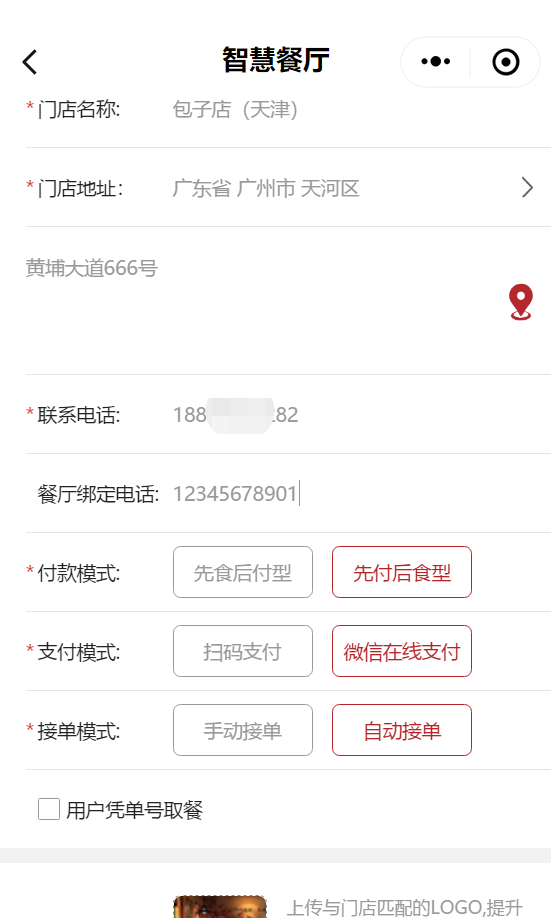 智慧餐厅
*门店名称: 包子店（天津）
*门店地址： 广东省 广州市 天河区
黄埔大道666号
*联系电话: 188 82
餐厅绑定电话: 12345678901
*付款模式: 先食后付型 先付后食型
*支付模式: 扫码支付 微信在线支付
*接单模式: 手动接单 自动接单
用户凭单号取餐
上传与门店匹配的LOGO,提升